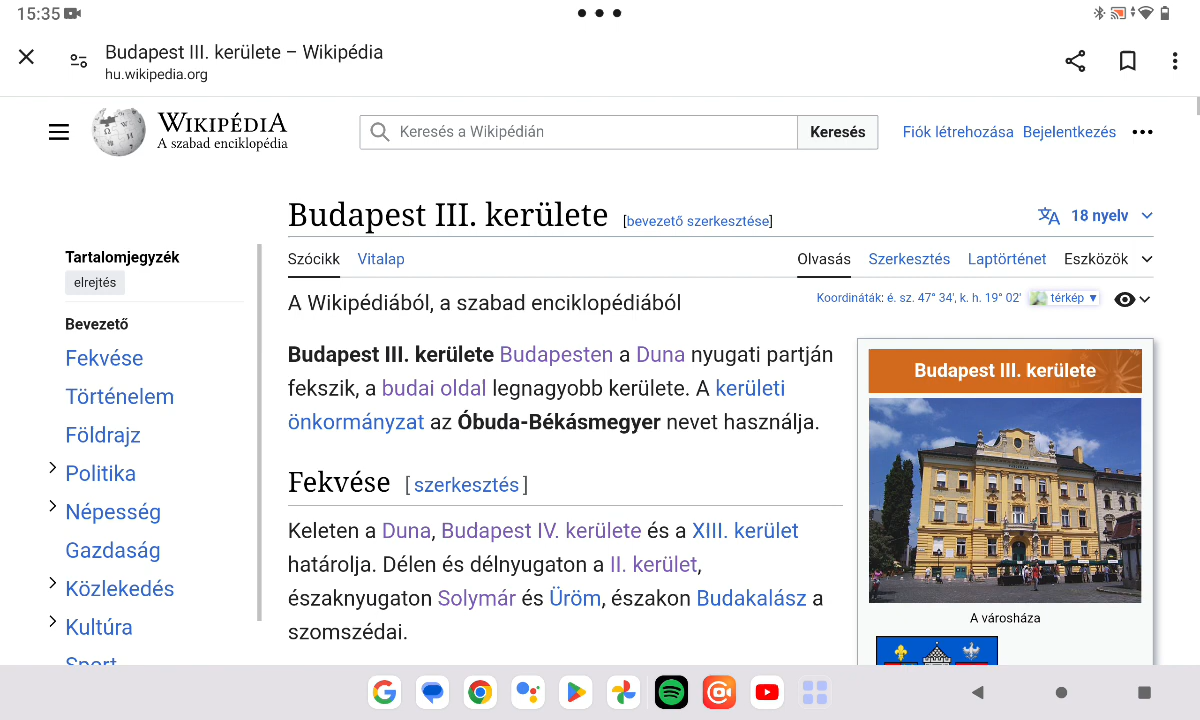 15:35
Budapest III. kerülete – Wikipédia
hu.wikipedia.org
WIKIPÉDIA
A szabad enciklopédia
Keresés a Wikipédián
Keresés
Fiók létrehozása Bejelentkezés
Budapest III. kerülete [bevezető szerkesztése]
18 nyelv
Tartalomjegyzék
elrejtés
Bevezető
Fekvése
Történelem
Földrajz
Politika
Népesség
Gazdaság
Közlekedés
Kultúra
Sport
Szócikk Vitalap
Olvasás Szerkesztés Laptörténet Eszközök
A Wikipédiából, a szabad enciklopédiából
Koordináták: é. sz. 47° 34′, k. h. 19° 02′ térkép ▼
Budapest III. kerülete Budapesten a Duna nyugati partján
fekszik, a budai oldal legnagyobb kerülete. A kerületi
önkormányzat az Óbuda-Békásmegyer nevet használja.
Fekvése [ szerkesztés ]
Keleten a Duna, Budapest IV. kerülete és a XIII. kerület
határolja. Délen és délnyugaton a II. kerület,
északnyugaton Solymár és Üröm, északon Budakalász a
szomszédai.
Budapest III. kerülete
A városháza